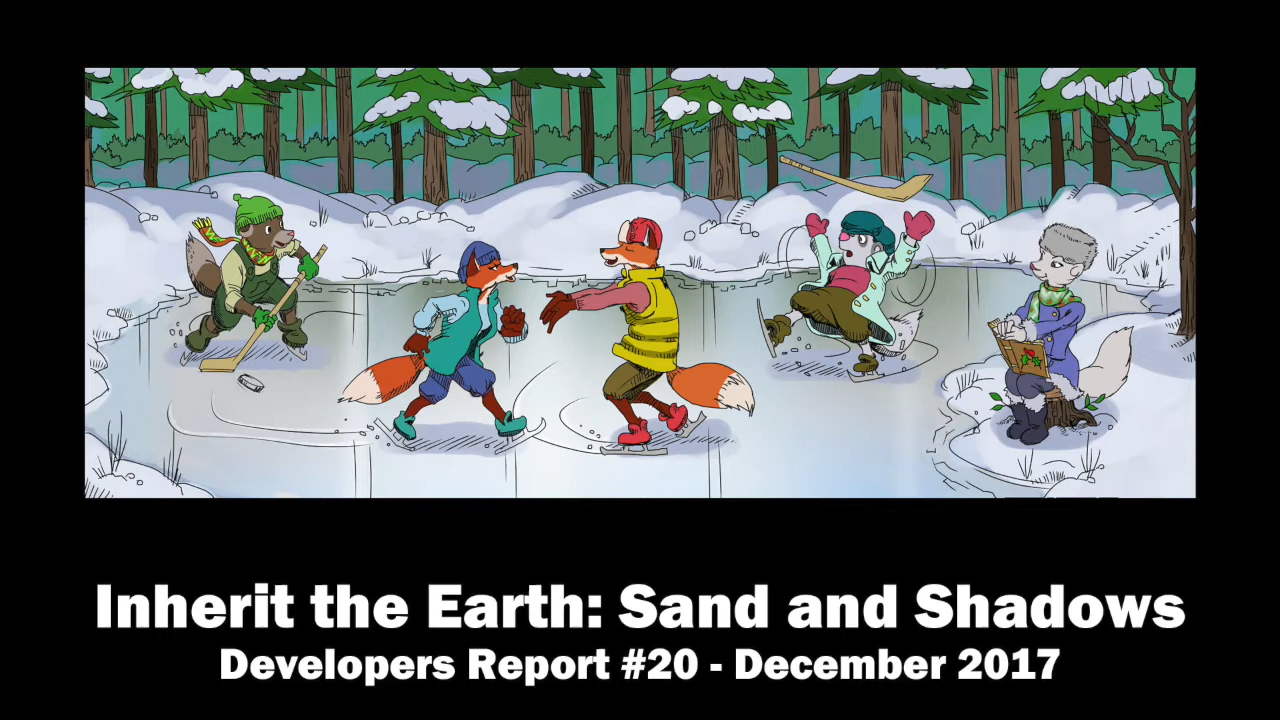 Inherit the Earth: Sand and Shadows
Developers Report #20 - December 2017